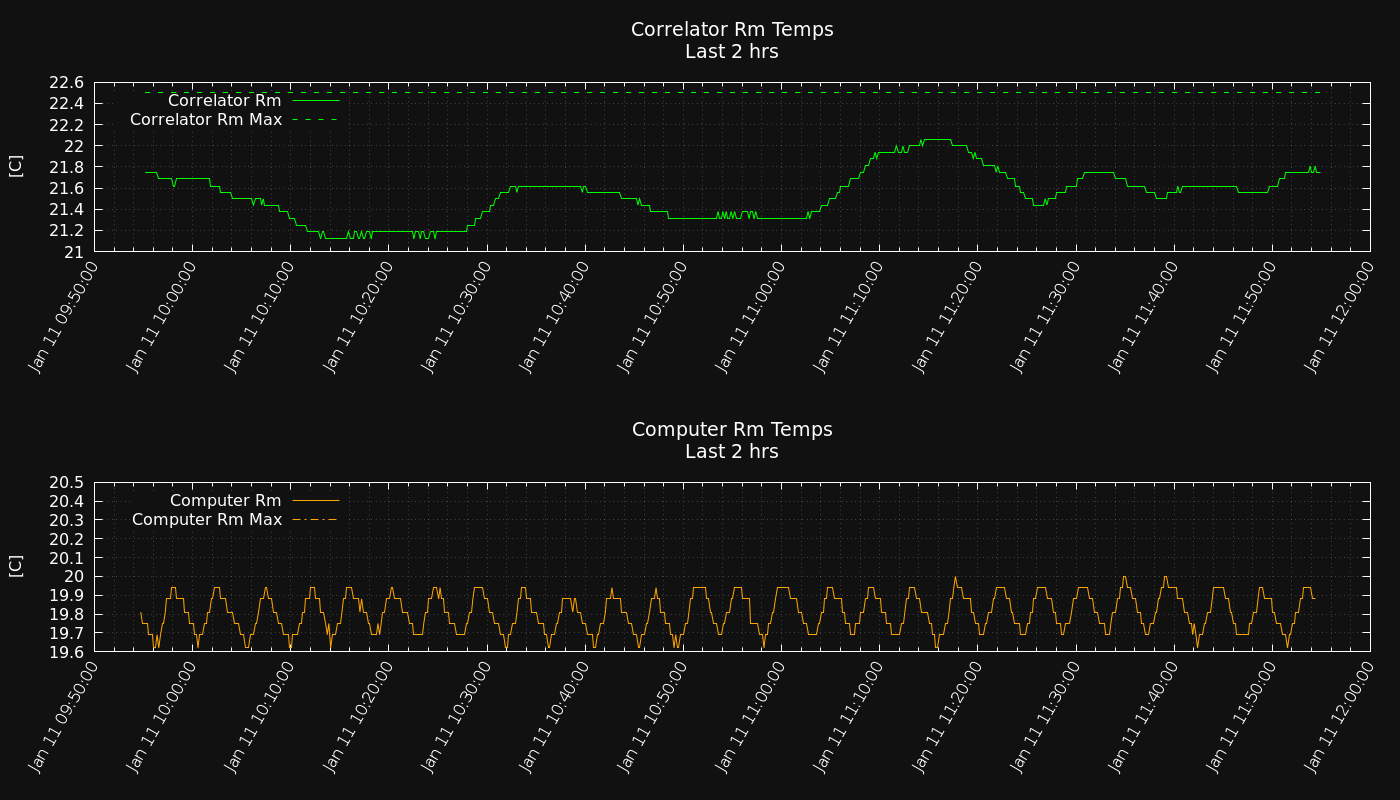 Correlator Rm Temps
Last 2 hrs
22.6
22.4
22.2
22
21.8
21.6
21.4
21.2
21
[C]
Correlator Rm
Correlator Rm Max
Jan 11 09:50:00
Jan 11 10:00:00
Jan 11 10:10:00
Jan 11 10:20:00
Jan 11 10:30:00
Jan 11 10:40:00
Jan 11 10:50:00
Jan 11 11:00:00
Jan 11 11:10:00
Jan 11 11:20:00
Jan 11 11:30:00
Jan 11 11:40:00
Jan 11 11:50:00
Jan 11 12:00:00
Computer Rm Temps
Last 2 hrs
20.5
20.4
20.3
20.2
20.1
20
19.9
19.8
19.7
19.6
[C]
Computer Rm
Computer Rm Max
Jan 11 09:50:00
Jan 11 10:00:00
Jan 11 10:10:00
Jan 11 10:20:00
Jan 11 10:30:00
Jan 11 10:40:00
Jan 11 10:50:00
Jan 11 11:00:00
Jan 11 11:10:00
Jan 11 11:20:00
Jan 11 11:30:00
Jan 11 11:40:00
Jan 11 11:50:00
Jan 11 12:00:00